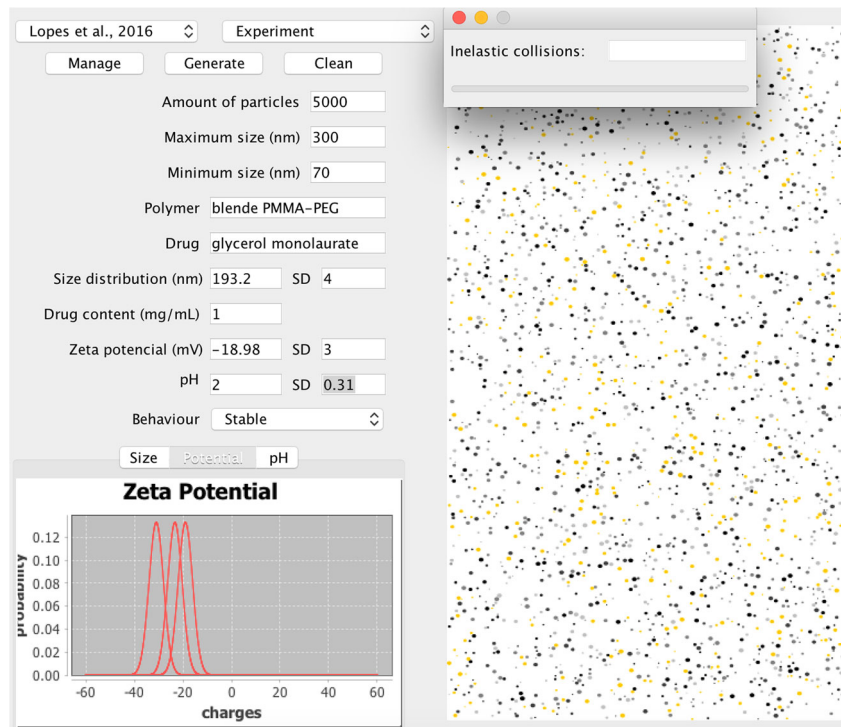 Lopes et al., 2016 Experiment
Manage Generate Clean
Amount of particles 5000
Maximum size (nm) 300
Minimum size (nm) 70
Polymer blende PMMA-PEG
Drug glycerol monolaurate
Size distribution (nm) 193.2 SD 4
Drug content (mg/mL) 1
Zeta potencial (mV) -18.98 SD 3
pH 2 SD 0.31
Behaviour Stable
Size Potential pH
Zeta Potential
probability
0.12
0.10
0.08
0.06
0.04
0.02
0.00
-60 -40 -20 0 20 40 60
charges
Inelastic collisions: